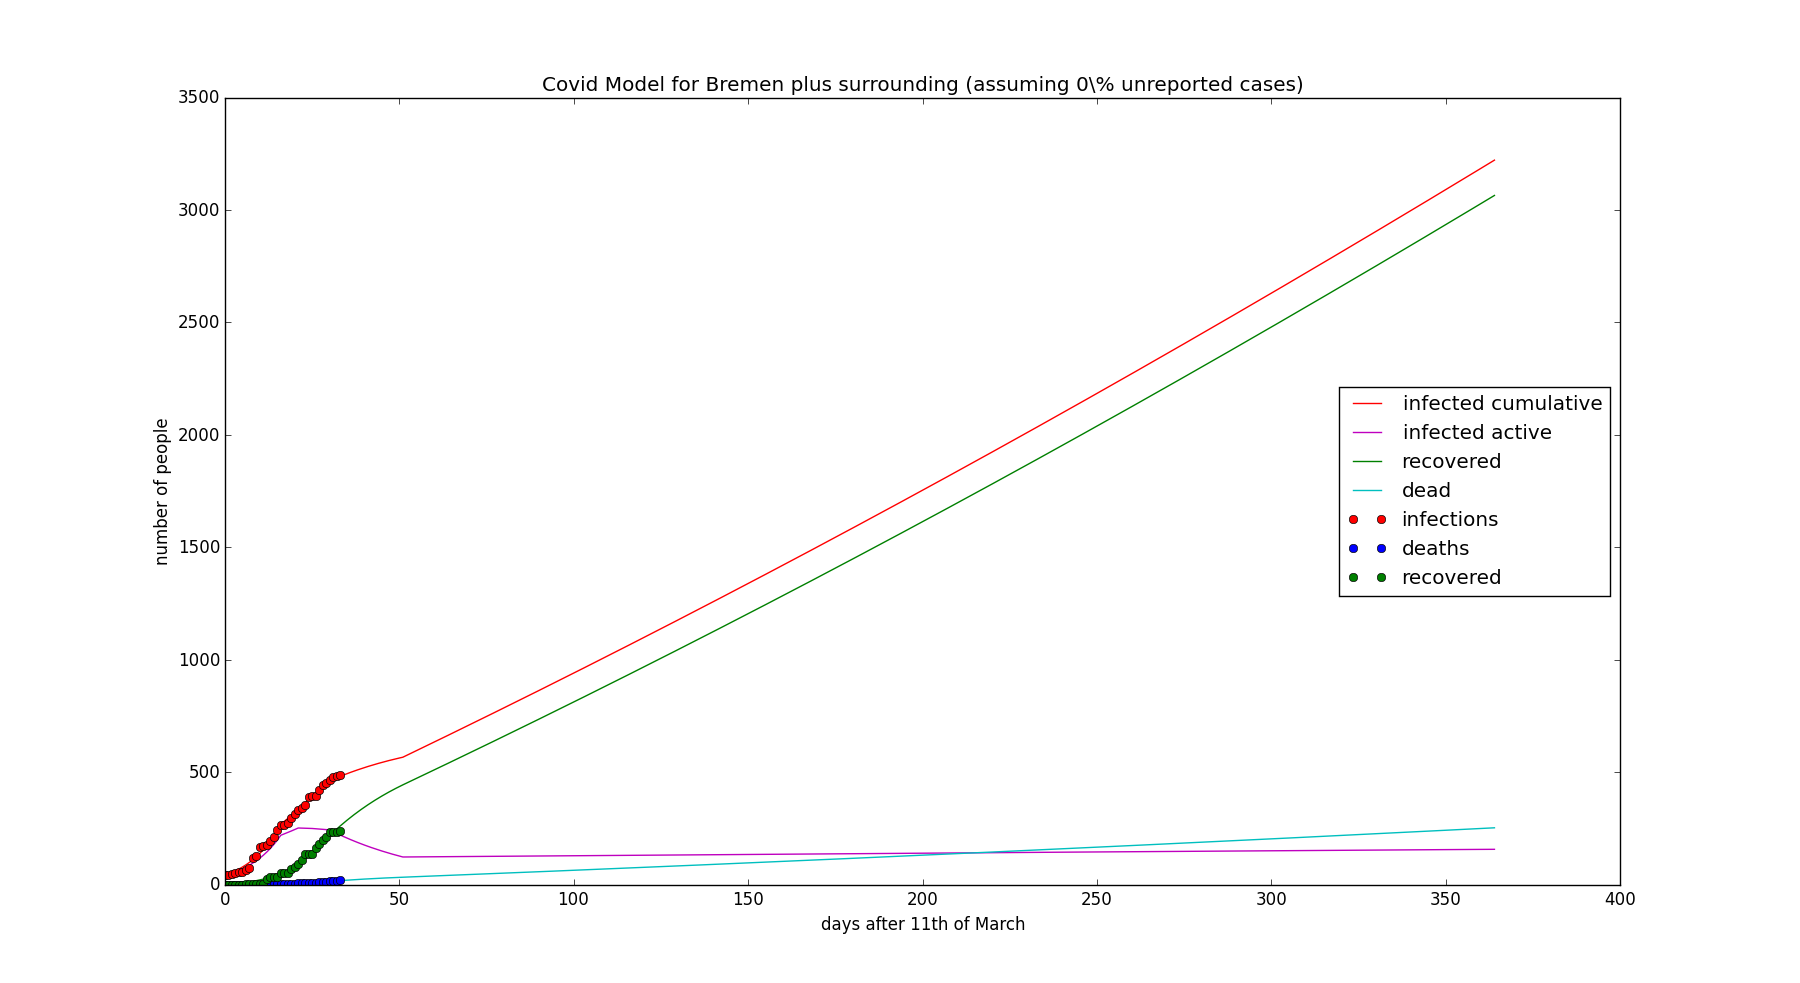 Covid Model for Bremen plus surrounding (assuming 0\% unreported cases)
3500
3000
2500
2000
1500
1000
500
0
number of people
infected cumulative
infected active
recovered
dead
infections
deaths
recovered
0 50 100 150 200 250 300 350 400
days after 11th of March